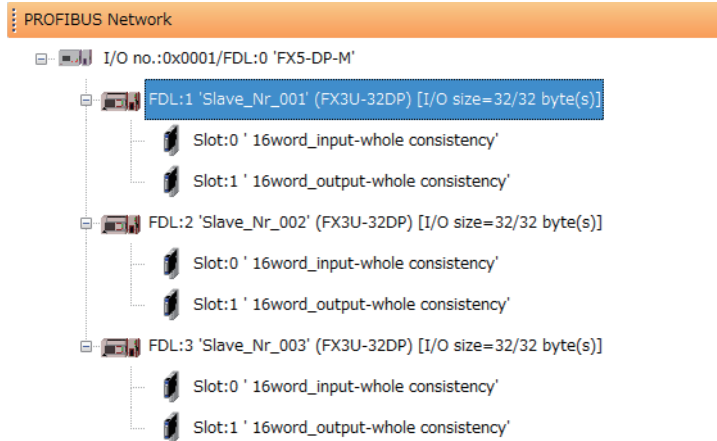 PROFIBUS Network
I/O no.:0x0001/FDL:0 'FX5-DP-M'
FDL:1 'Slave_Nr_001' (FX3U-32DP) [I/O size=32/32 byte(s)]
Slot:0 ' 16word_input-whole consistency'
Slot:1 ' 16word_output-whole consistency'
FDL:2 'Slave_Nr_002' (FX3U-32DP) [I/O size=32/32 byte(s)]
Slot:0 ' 16word_input-whole consistency'
Slot:1 ' 16word_output-whole consistency'
FDL:3 'Slave_Nr_003' (FX3U-32DP) [I/O size=32/32 byte(s)]
Slot:0 ' 16word_input-whole consistency'
Slot:1 ' 16word_output-whole consistency'